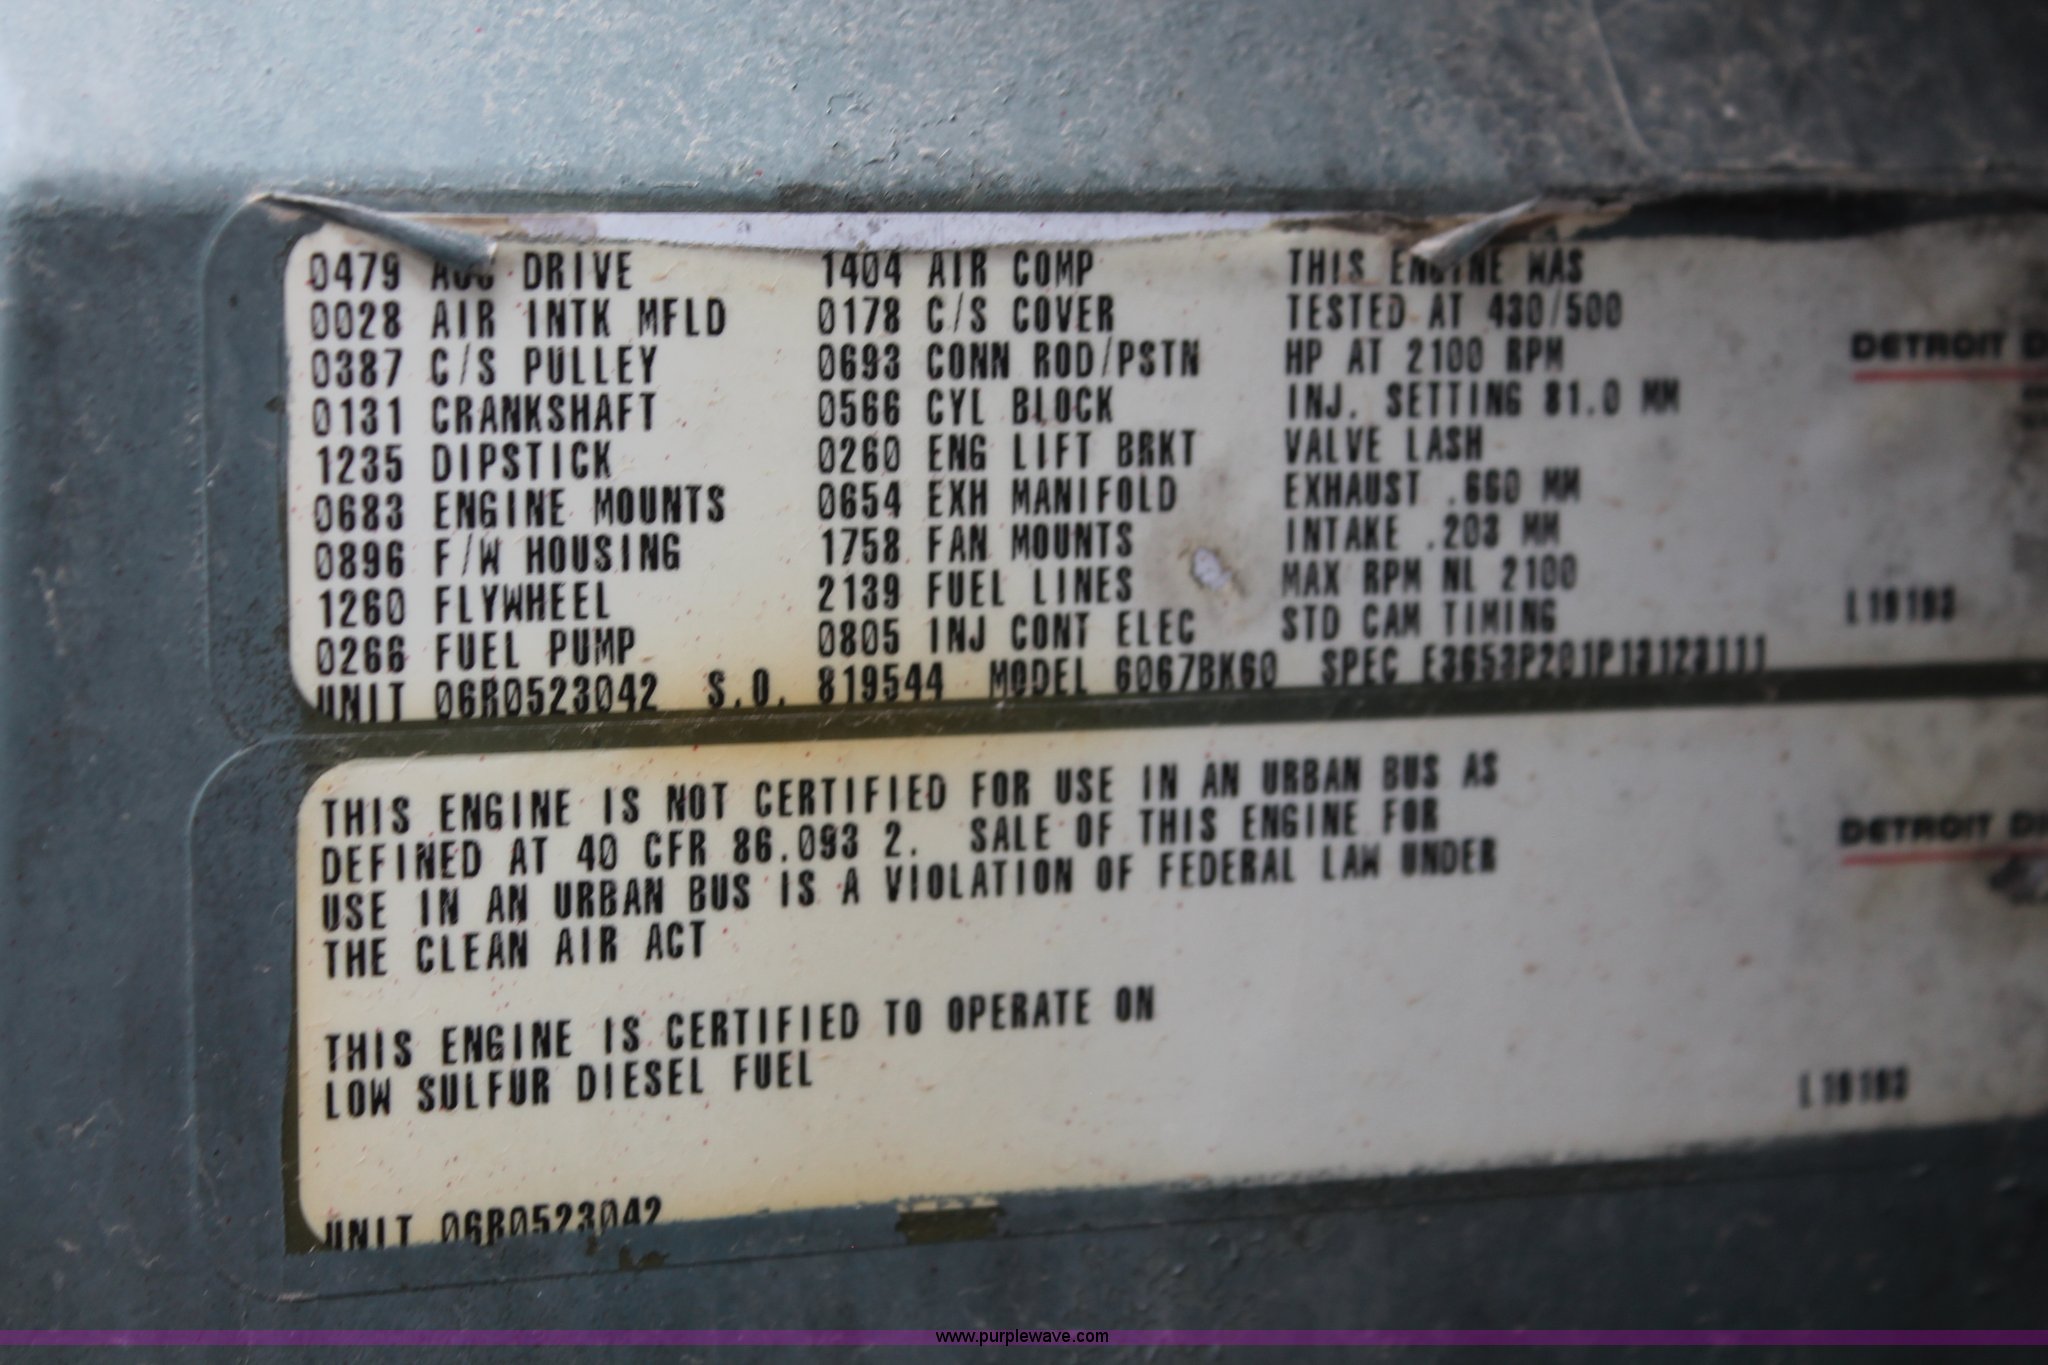 0479 ACC DRIVE 1404 AIR COMP THIS ENGINE WAS
0028 AIR INTK MFLD 0178 C/S COVER TESTED AT 430/500
0387 C/S PULLEY 0693 CONN ROD/PSTN HP AT 2100 RPM
0131 CRANKSHAFT 0566 CYL BLOCK INJ. SETTING 81.0 MM
1235 DIPSTICK 0260 ENG LIFT BRKT VALVE LASH
0683 ENGINE MOUNTS 0654 EXH MANIFOLD EXHAUST .660 MM
0896 F/W HOUSING 1758 FAN MOUNTS INTAKE .203 MM
1260 FLYWHEEL 2139 FUEL LINES MAX RPM NL 2100
0266 FUEL PUMP 0805 INJ CONT ELEC STD CAM TIMING
UNIT 06R0523042 S.O. 819544 MODEL 6067BK60 SPEC E3653P201P13123111
DETROIT
L10193
THIS ENGINE IS NOT CERTIFIED FOR USE IN AN URBAN BUS AS
DEFINED AT 40 CFR 86.093 2. SALE OF THIS ENGINE FOR
USE IN AN URBAN BUS IS A VIOLATION OF FEDERAL LAW UNDER
THE CLEAN AIR ACT
THIS ENGINE IS CERTIFIED TO OPERATE ON
LOW SULFUR DIESEL FUEL
DETROIT
L10193
UNIT 06R0523042
www.purplewave.com